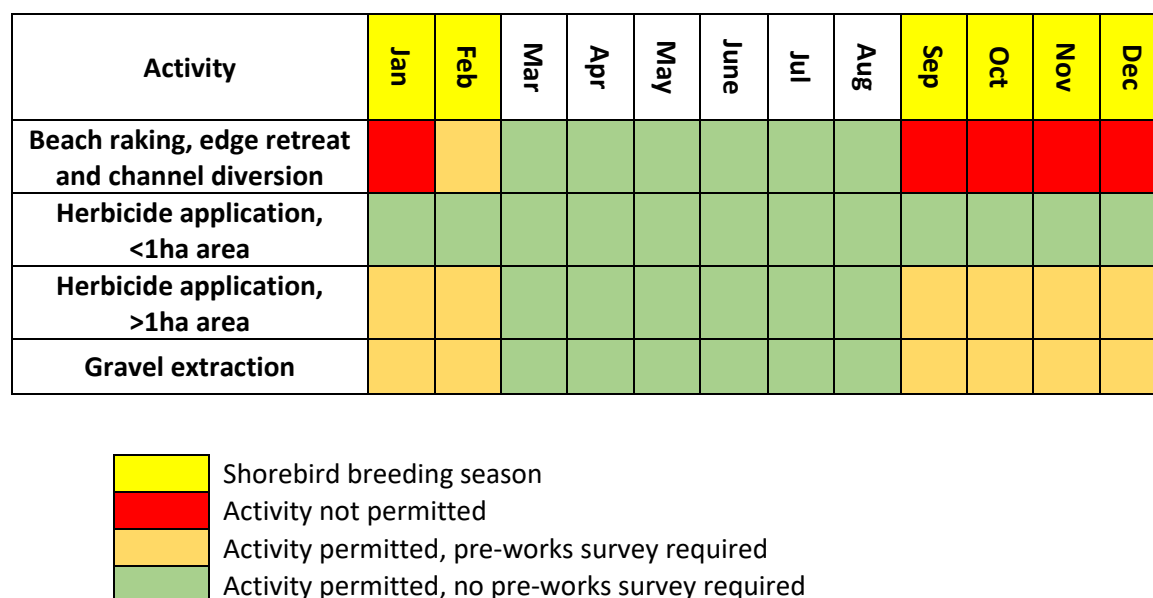 Activity Jan Feb Mar Apr May June Jul Aug Sep Oct Nov Dec
Beach raking, edge retreat
and channel diversion
Herbicide application,
<1ha area
Herbicide application,
>1ha area
Gravel extraction
Shorebird breeding season
Activity not permitted
Activity permitted, pre-works survey required
Activity permitted, no pre-works survey required